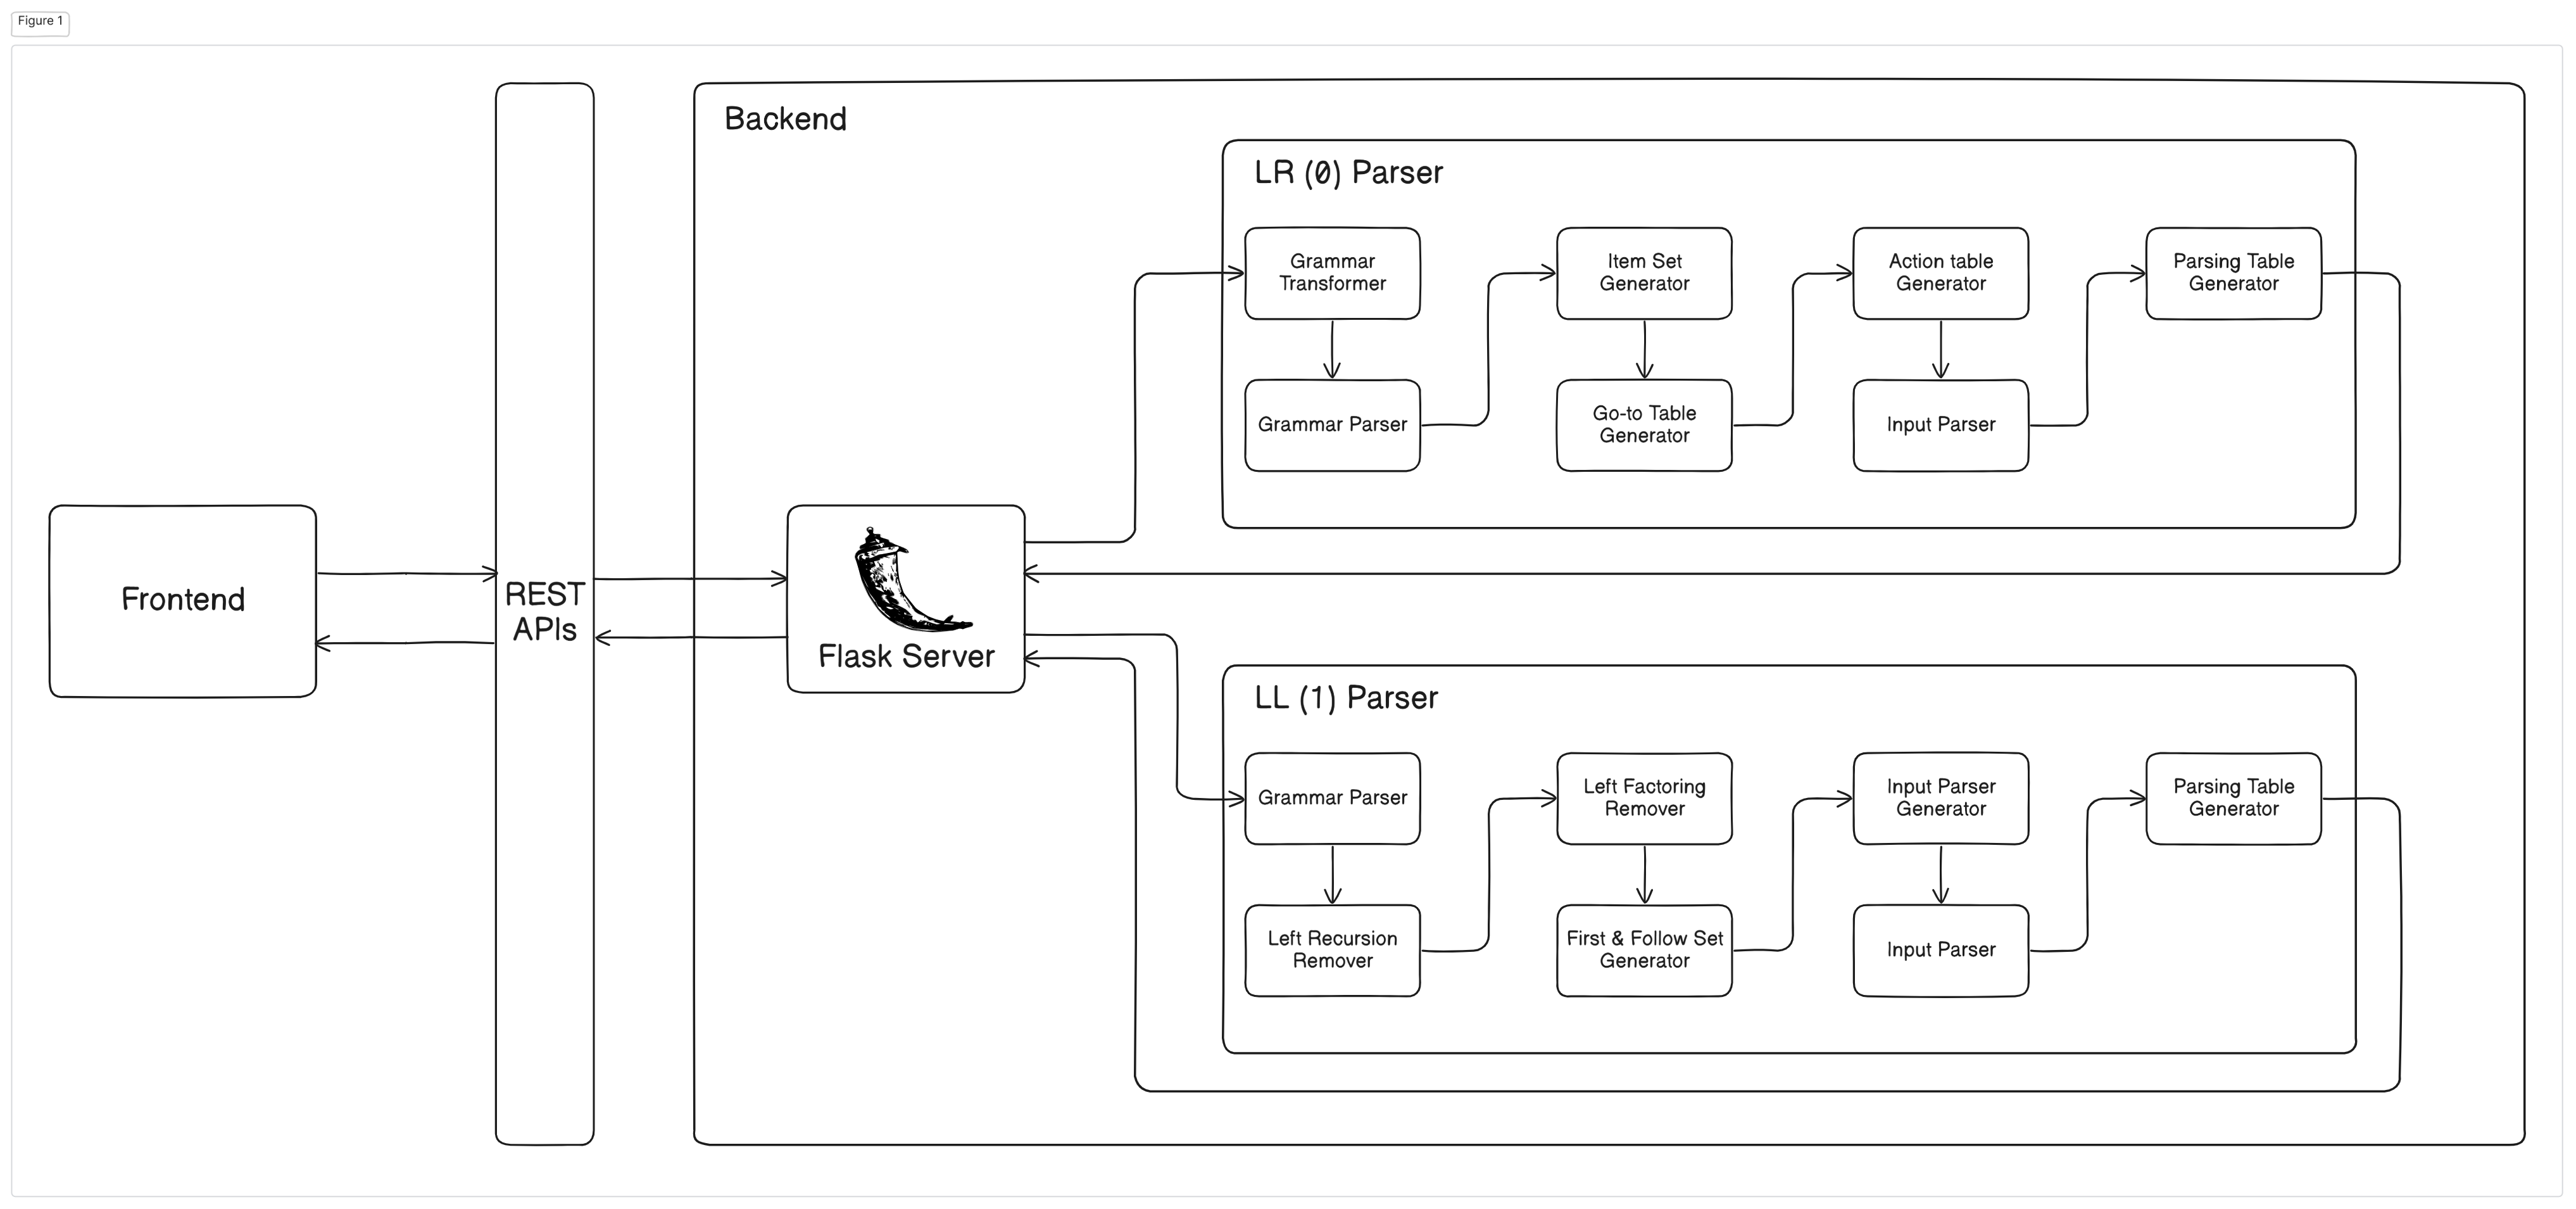 Figure 1
Backend
LR (0) Parser
Grammar
Transformer
Item Set
Generator
Action table
Generator
Parsing Table
Generator
Grammar Parser
Go-to Table
Generator
Input Parser
Frontend
REST
APIs
Flask Server
LL (1) Parser
Grammar Parser
Left Factoring
Remover
Input Parser
Generator
Parsing Table
Generator
Left Recursion
Remover
First & Follow Set
Generator
Input Parser